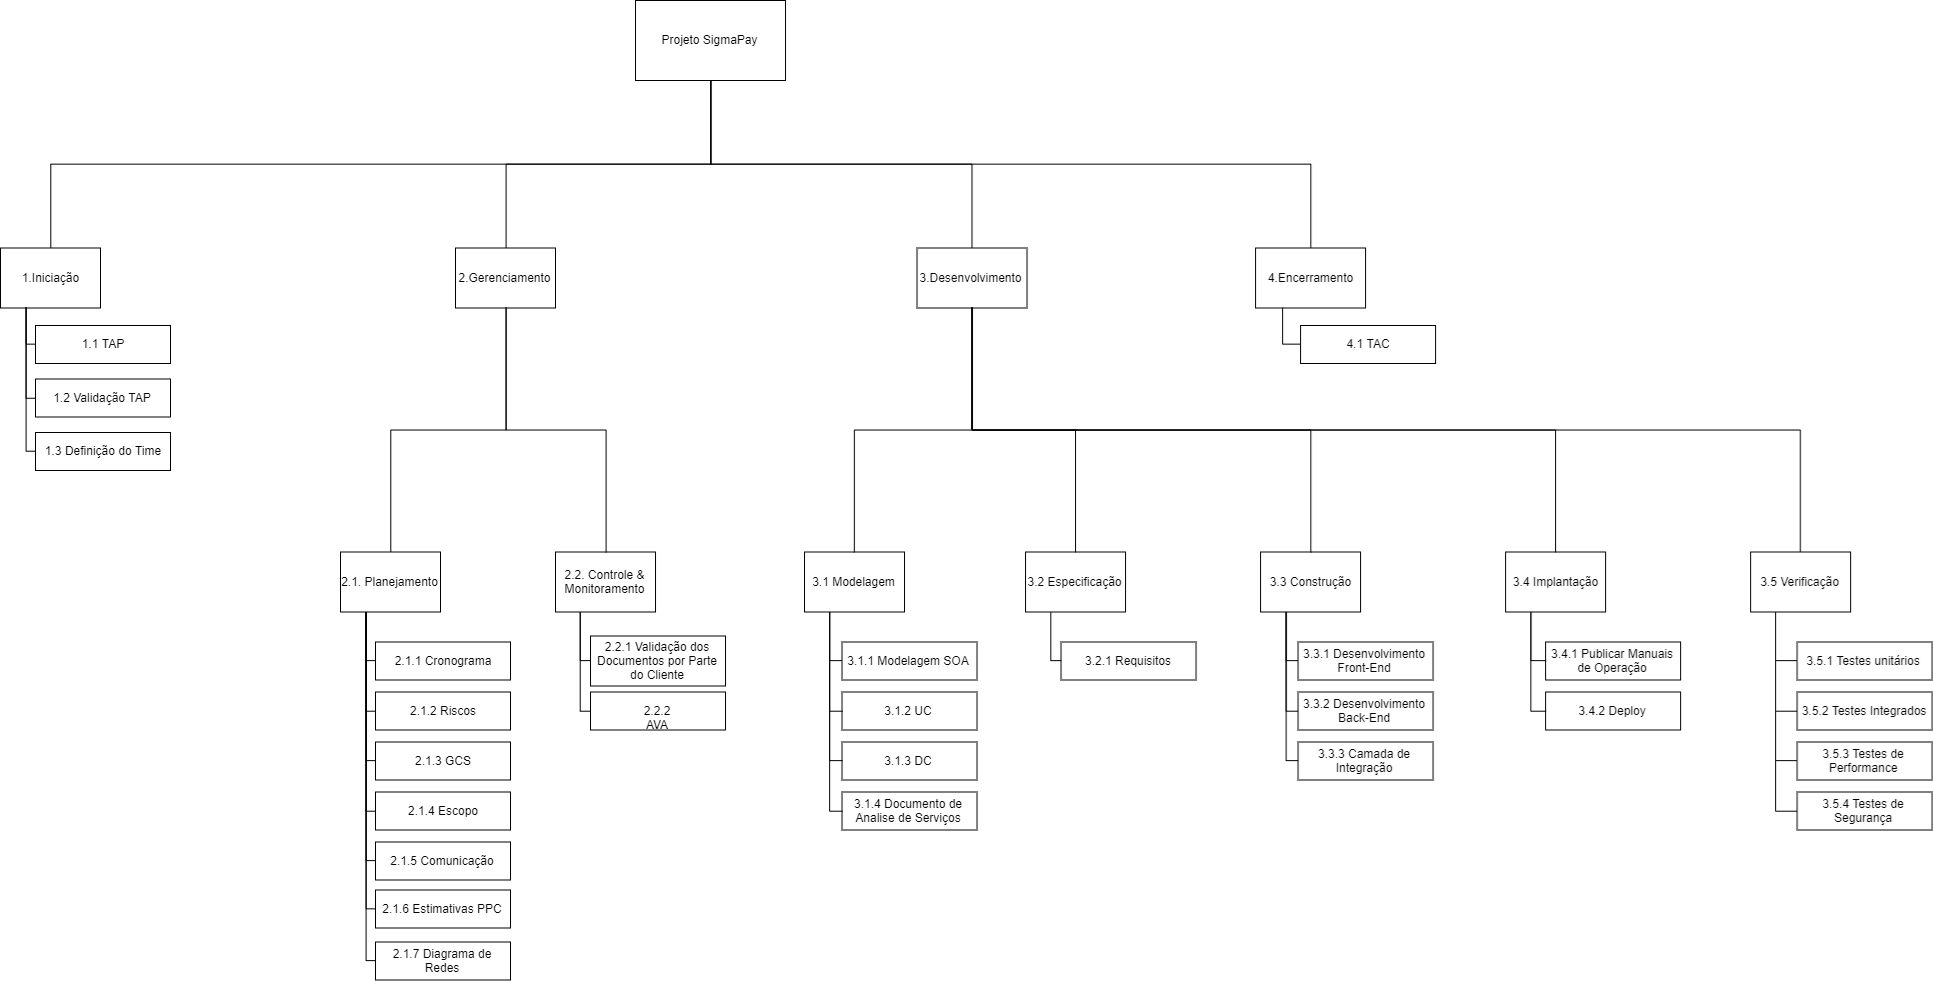 Projeto SigmaPay
1.Iniciação
1.1 TAP
1.2 Validação TAP
1.3 Definição do Time
2.Gerenciamento
2.1. Planejamento
2.1.1 Cronograma
2.1.2 Riscos
2.1.3 GCS
2.1.4 Escopo
2.1.5 Comunicação
2.1.6 Estimativas PPC
2.1.7 Diagrama de
Redes
2.2. Controle &
Monitoramento
2.2.1 Validação dos
Documentos por Parte
do Cliente
2.2.2
AVA
3.Desenvolvimento
3.1 Modelagem
3.1.1 Modelagem SOA
3.1.2 UC
3.1.3 DC
3.1.4 Documento de
Analise de Serviços
3.2 Especificação
3.2.1 Requisitos
3.3 Construção
3.3.1 Desenvolvimento
Front-End
3.3.2 Desenvolvimento
Back-End
3.3.3 Camada de
Integração
3.4 Implantação
3.4.1 Publicar Manuais
de Operação
3.4.2 Deploy
3.5 Verificação
3.5.1 Testes unitários
3.5.2 Testes Integrados
3.5.3 Testes de
Performance
3.5.4 Testes de
Segurança
4.Encerramento
4.1 TAC